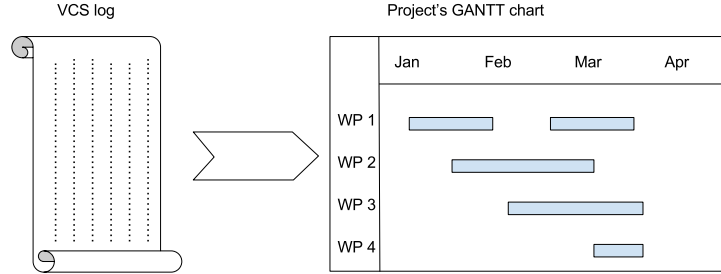 VCS log
Project's GANTT chart
Jan Feb Mar Apr
WP 1
WP 2
WP 3
WP 4